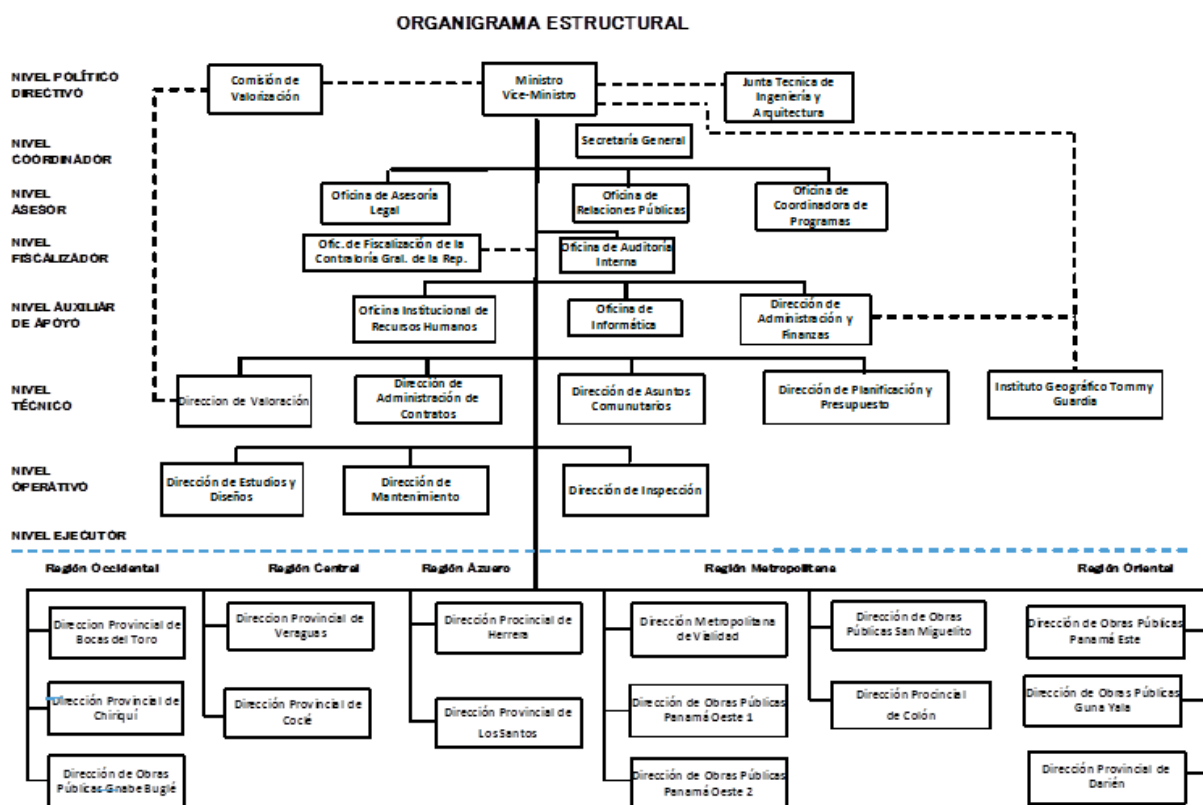 ORGANIGRAMA ESTRUCTURAL
NIVEL POLÍTICO
DIRECTIVO
Comisión de
Valorización
Ministro
Vice-Ministro
Junta Tecnica de
Ingeniería y
Arquitectura
NIVEL
COORDINADOR
Secretaría General
NIVEL
ASESOR
Oficina de Asesoría
Legal
Oficina de
Relaciones Públicas
Oficina de
Coordinadora de
Programas
NIVEL
FISCALIZADOR
Ofic. de Fiscalización de la
Contraloría Gral. de la Rep.
Oficina de Auditoría
Interna
NIVEL AUXILIAR
DE APOYO
Oficina Institucional de
Recursos Humanos
Oficina de
Informática
Dirección de
Administración y
Finanzas
NIVEL
TÉCNICO
Direccion de Valoración
Dirección de
Administración de
Contratos
Dirección de Asuntos
Comunutarios
Dirección de Planificación y
Presupuesto
Instituto Geográfico Tommy
Guardia
NIVEL
OPERATIVO
Dirección de Estudios y
Diseños
Dirección de
Mantenimiento
Dirección de Inspección
NIVEL EJECUTOR
Región Occidental
Región Central
Región Azuero
Región Metropolitana
Región Oriental
Direccion Provincial de
Bocas del Toro
Dirección Provincial de
Chiriquí
Dirección de Obras
Públicas Gnabe Buglé
Direccion Provincial de
Veraguas
Dirección Provincial de
Coclé
Dirección Procincial de
Herrera
Dirección Provincial de
Los Santos
Dirección Metropolitana
de Vialidad
Dirección de Obras Públicas
Panamá Oeste 1
Dirección de Obras Públicas
Panamá Oeste 2
Dirección de Obras
Públicas San Miguelito
Dirección Procincial
de Colón
Dirección de Obras Públicas
Panamá Este
Dirección de Obras Públicas
Guna Yala
Dirección Provincial de
Darién